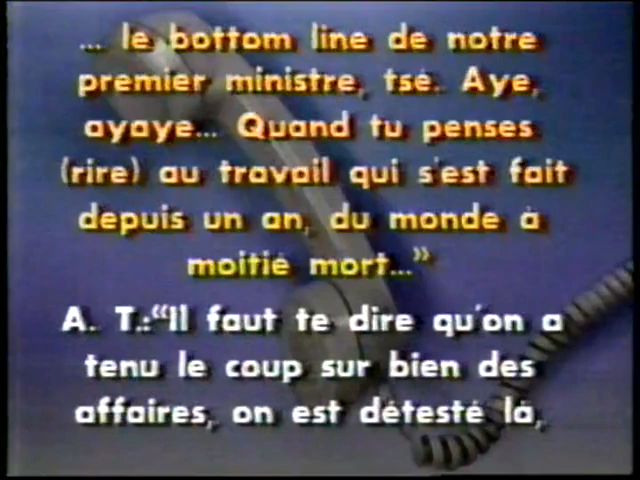 ... le bottom line de notre
premier ministre, tsé. Aye,
ayaye... Quand tu penses
(rire) au travail qui s'est fait
depuis un an, du monde à
moitié mort...”
A. T.:“Il faut te dire qu'on a
tenu le coup sur bien des
affaires, on est détesté là,